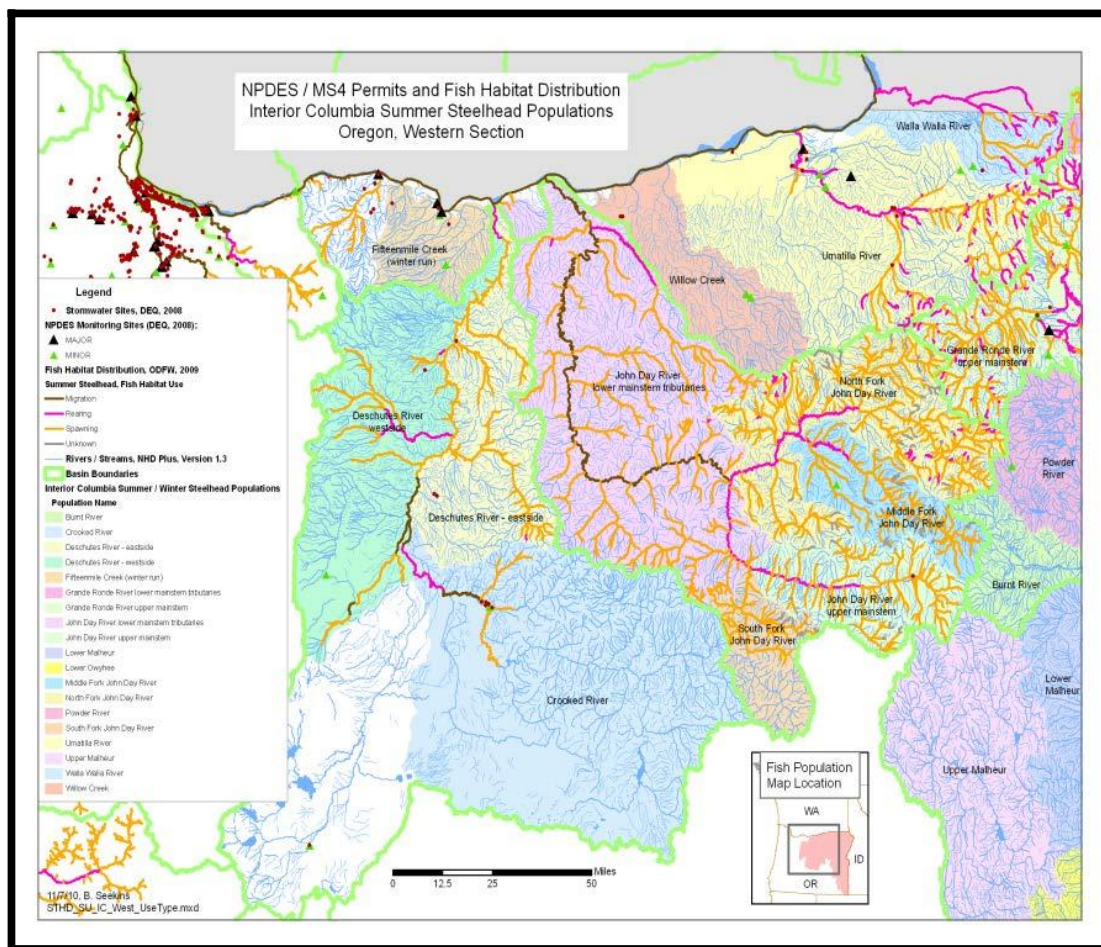 NPDES / MS4 Permits and Fish Habitat Distribution
Interior Columbia Summer Steelhead Populations
Oregon, Western Section
Walla Walla River
Fifteenmile Creek
(winter run)
Umatilla River
Willow Creek
Grande Ronde River
upper mainstem
John Day River
lower mainstem tributaries
North Fork
John Day River
Deschutes River
westside
Powder
River
Deschutes River - eastside
Middle Fork
John Day River
Burnt River
John Day River
upper mainstem
South Fork
John Day River
Lower
Malheur
Crooked River
Upper Malheur
Legend
Stormwater Sites, DEQ, 2008
NPDES Monitoring Sites (DEQ, 2008):
MAJOR
MINOR
Fish Habitat Distribution, ODFW, 2009
Summer Steelhead, Fish Habitat Use
Migration
Rearing
Spawning
Unknown
Rivers / Streams, NHD Plus, Version 1.3
Basin Boundaries
Interior Columbia Summer / Winter Steelhead Populations
Population Name
Burnt River
Crooked River
Deschutes River - eastside
Deschutes River - westside
Fifteenmile Creek (winter run)
Grande Ronde River lower mainstem tributaries
Grande Ronde River upper mainstem
John Day River lower mainstem tributaries
John Day River upper mainstem
Lower Malheur
Lower Owyhee
Middle Fork John Day River
North Fork John Day River
Powder River
South Fork John Day River
Umatilla River
Upper Malheur
Walla Walla River
Willow Creek
Fish Population
Map Location
WA
ID
OR
Miles
0 12.5 25 50
11/7/10, B. Seekins
STHD_SU_IC_West_UseType.mxd